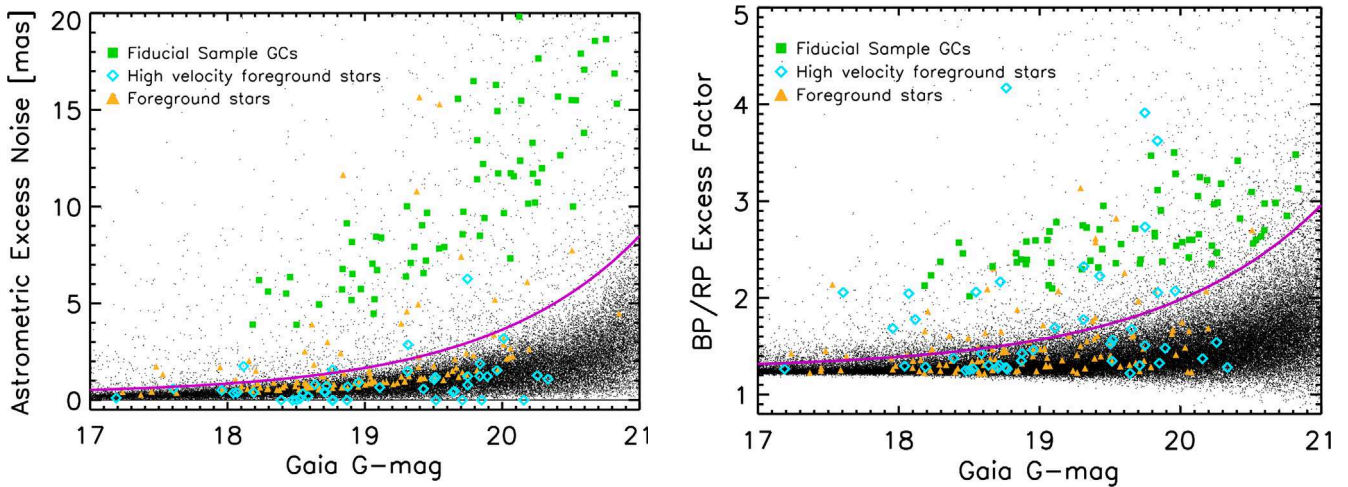 Astrometric Excess Noise [mas]
20
15
10
5
0
Fiducial Sample GCs
High velocity foreground stars
Foreground stars
17 18 19 20 21
Gaia G-mag
BP/RP Excess Factor
5
4
3
2
1
Fiducial Sample GCs
High velocity foreground stars
Foreground stars
17 18 19 20 21
Gaia G-mag